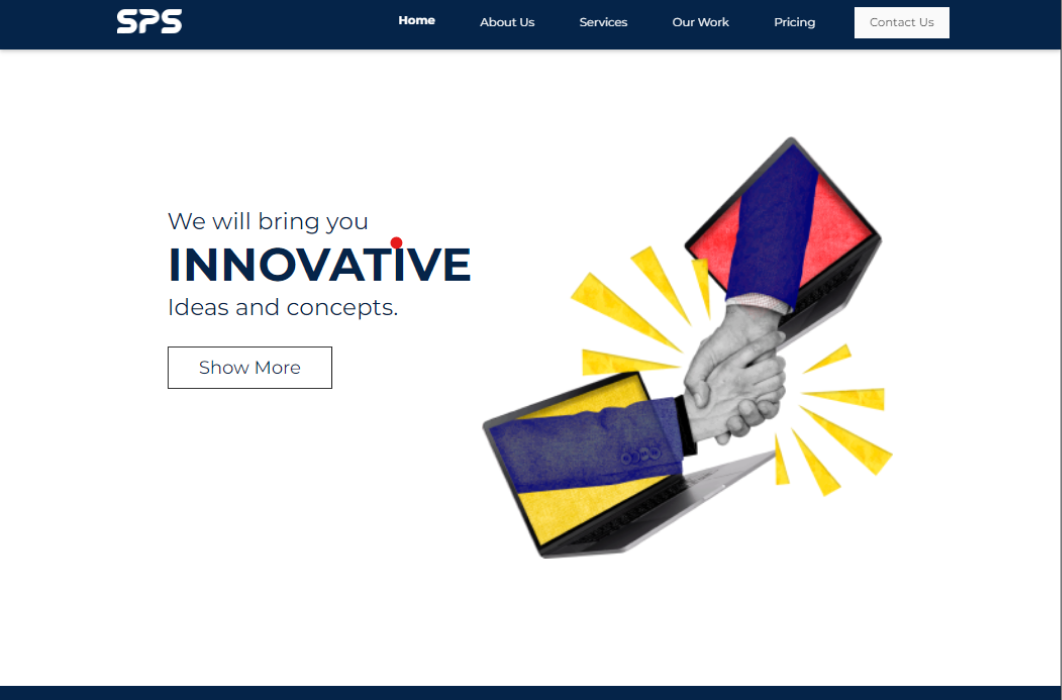 SPS
Home
About Us
Services
Our Work
Pricing
Contact Us
We will bring you
INNOVATiVE
Ideas and concepts.
Show More